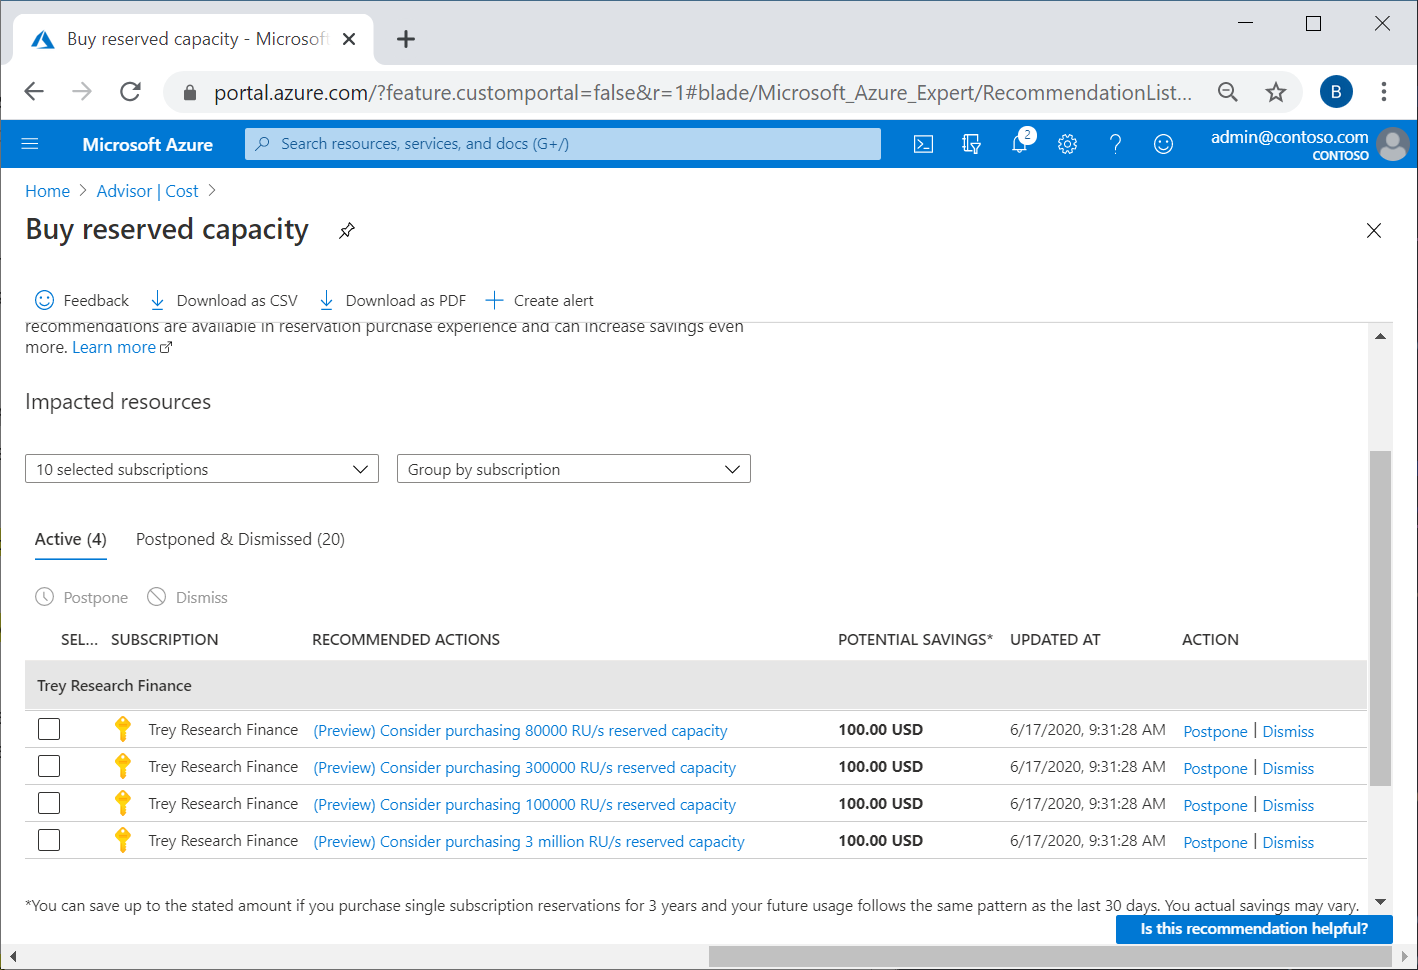 Buy reserved capacity - Microsoft
portal.azure.com/?feature.customportal=false&r=1#blade/Microsoft_Azure_Expert/RecommendationList...
B
Microsoft Azure
Search resources, services, and docs (G+/)
2
admin@contoso.com
CONTOSO
Home > Advisor | Cost >
Buy reserved capacity
Feedback Download as CSV Download as PDF Create alert
recommendations are available in reservation purchase experience and can increase savings even
more. Learn more
Impacted resources
10 selected subscriptions Group by subscription
Active (4) Postponed & Dismissed (20)
Postpone Dismiss
SEL... SUBSCRIPTION RECOMMENDED ACTIONS POTENTIAL SAVINGS* UPDATED AT ACTION
Trey Research Finance
Trey Research Finance (Preview) Consider purchasing 80000 RU/s reserved capacity 100.00 USD 6/17/2020, 9:31:28 AM Postpone | Dismiss
Trey Research Finance (Preview) Consider purchasing 300000 RU/s reserved capacity 100.00 USD 6/17/2020, 9:31:28 AM Postpone | Dismiss
Trey Research Finance (Preview) Consider purchasing 100000 RU/s reserved capacity 100.00 USD 6/17/2020, 9:31:28 AM Postpone | Dismiss
Trey Research Finance (Preview) Consider purchasing 3 million RU/s reserved capacity 100.00 USD 6/17/2020, 9:31:28 AM Postpone | Dismiss
*You can save up to the stated amount if you purchase single subscription reservations for 3 years and your future usage follows the same pattern as the last 30 days. You actual savings may vary.
Is this recommendation helpful?